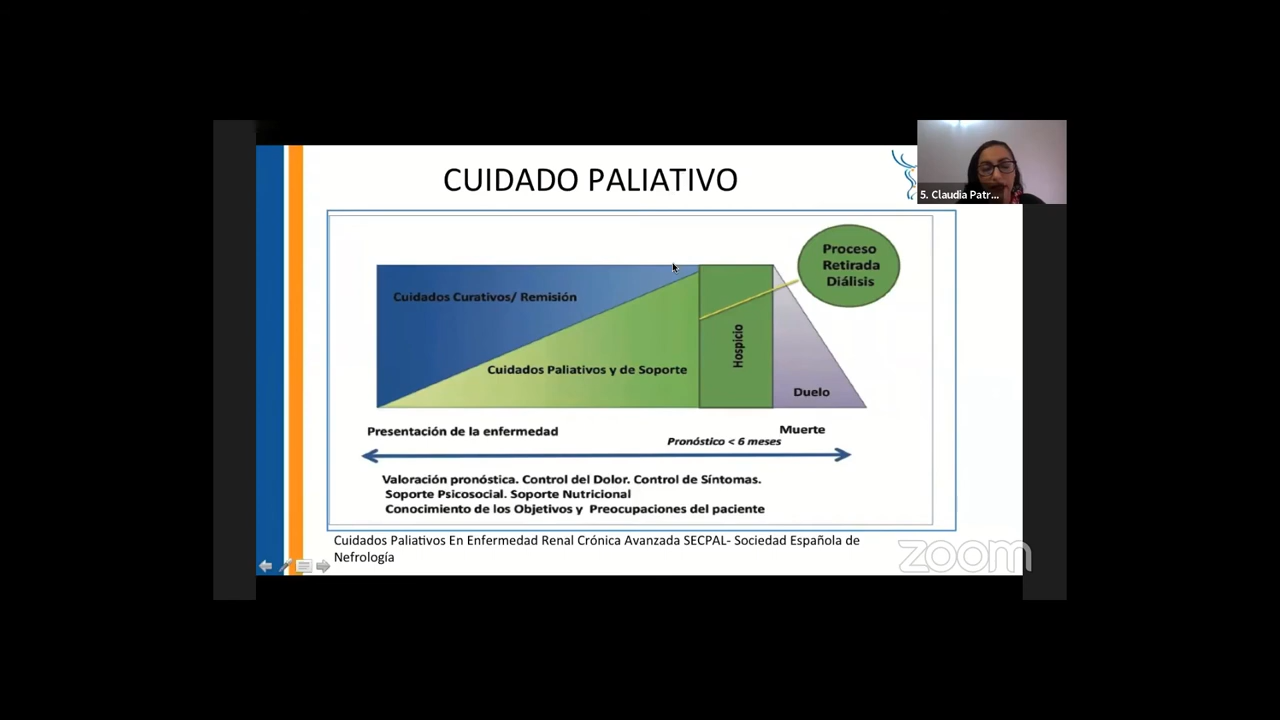 CUIDADO PALIATIVO
5. Claudia Patr...
Proceso
Retirada
Diálisis
Cuidados Curativos/ Remisión
Hospicio
Cuidados Paliativos y de Soporte
Duelo
Presentación de la enfermedad
Muerte
Pronóstico < 6 meses
Valoración pronóstica. Control del Dolor. Control de Síntomas.
Soporte Psicosocial. Soporte Nutricional
Conocimiento de los Objetivos y Preocupaciones del paciente
Cuidados Paliativos En Enfermedad Renal Crónica Avanzada SECPAL- Sociedad Española de
Nefrología
zoom